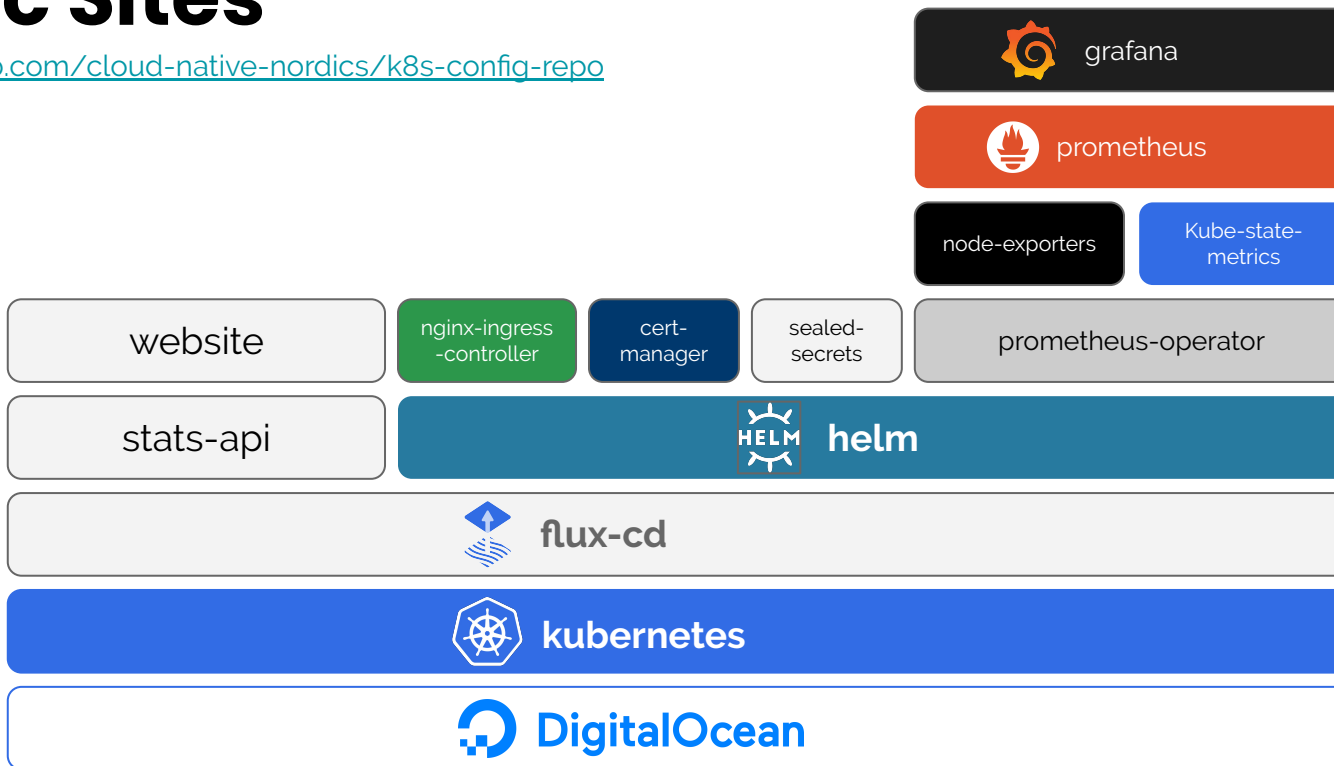 c Sites
o.com/cloud-native-nordics/k8s-config-repo
grafana
prometheus
node-exporters
Kube-state-
metrics
website
nginx-ingress
-controller
cert-
manager
sealed-
secrets
prometheus-operator
stats-api
HELM helm
flux-cd
kubernetes
DigitalOcean